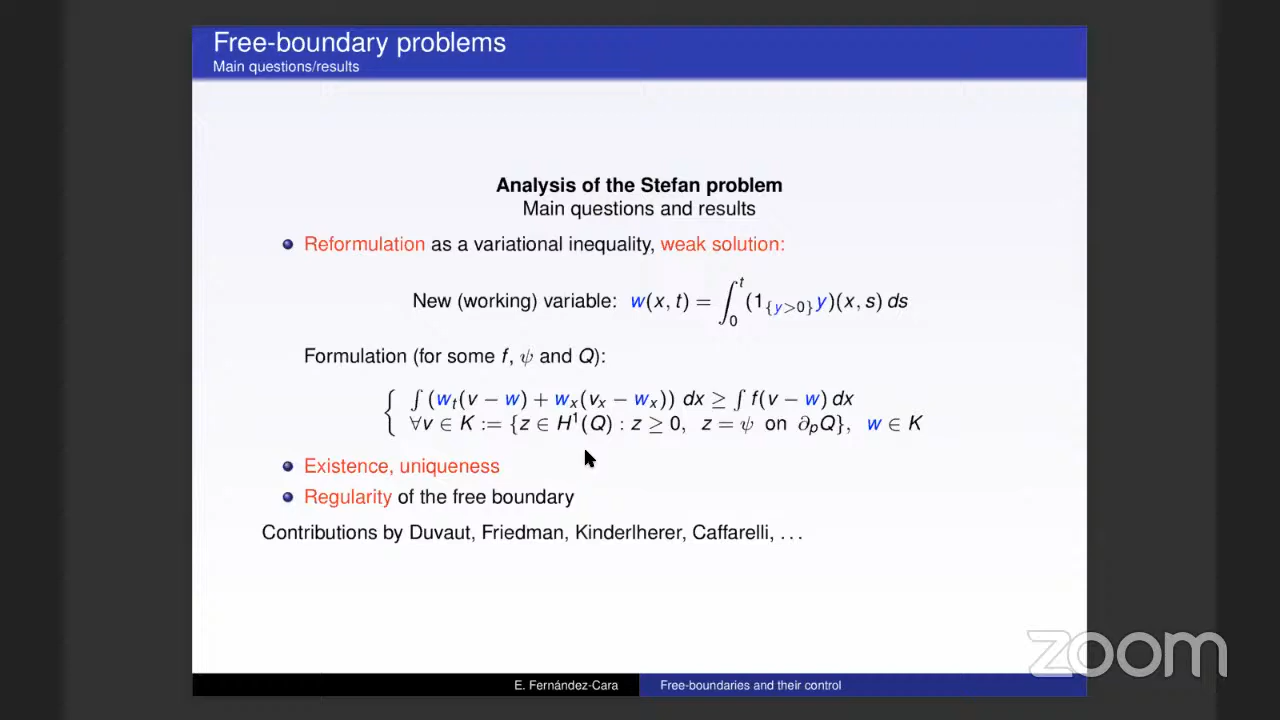 Free-boundary problems
Main questions/results
Analysis of the Stefan problem
Main questions and results
Reformulation as a variational inequality, weak solution:
New (working) variable: w(x, t) = ∫₀ᵗ (1_{y>0} y)(x, s) ds
Formulation (for some f, ψ and Q):
{ ∫ (w_t(v − w) + w_x(v_x − w_x)) dx ≥ ∫ f(v − w) dx
∀v ∈ K := {z ∈ H¹(Q) : z ≥ 0, z = ψ on ∂_pQ}, w ∈ K
Existence, uniqueness
Regularity of the free boundary
Contributions by Duvaut, Friedman, Kinderlherer, Caffarelli, . . .
zoom
E. Fernández-Cara Free-boundaries and their control